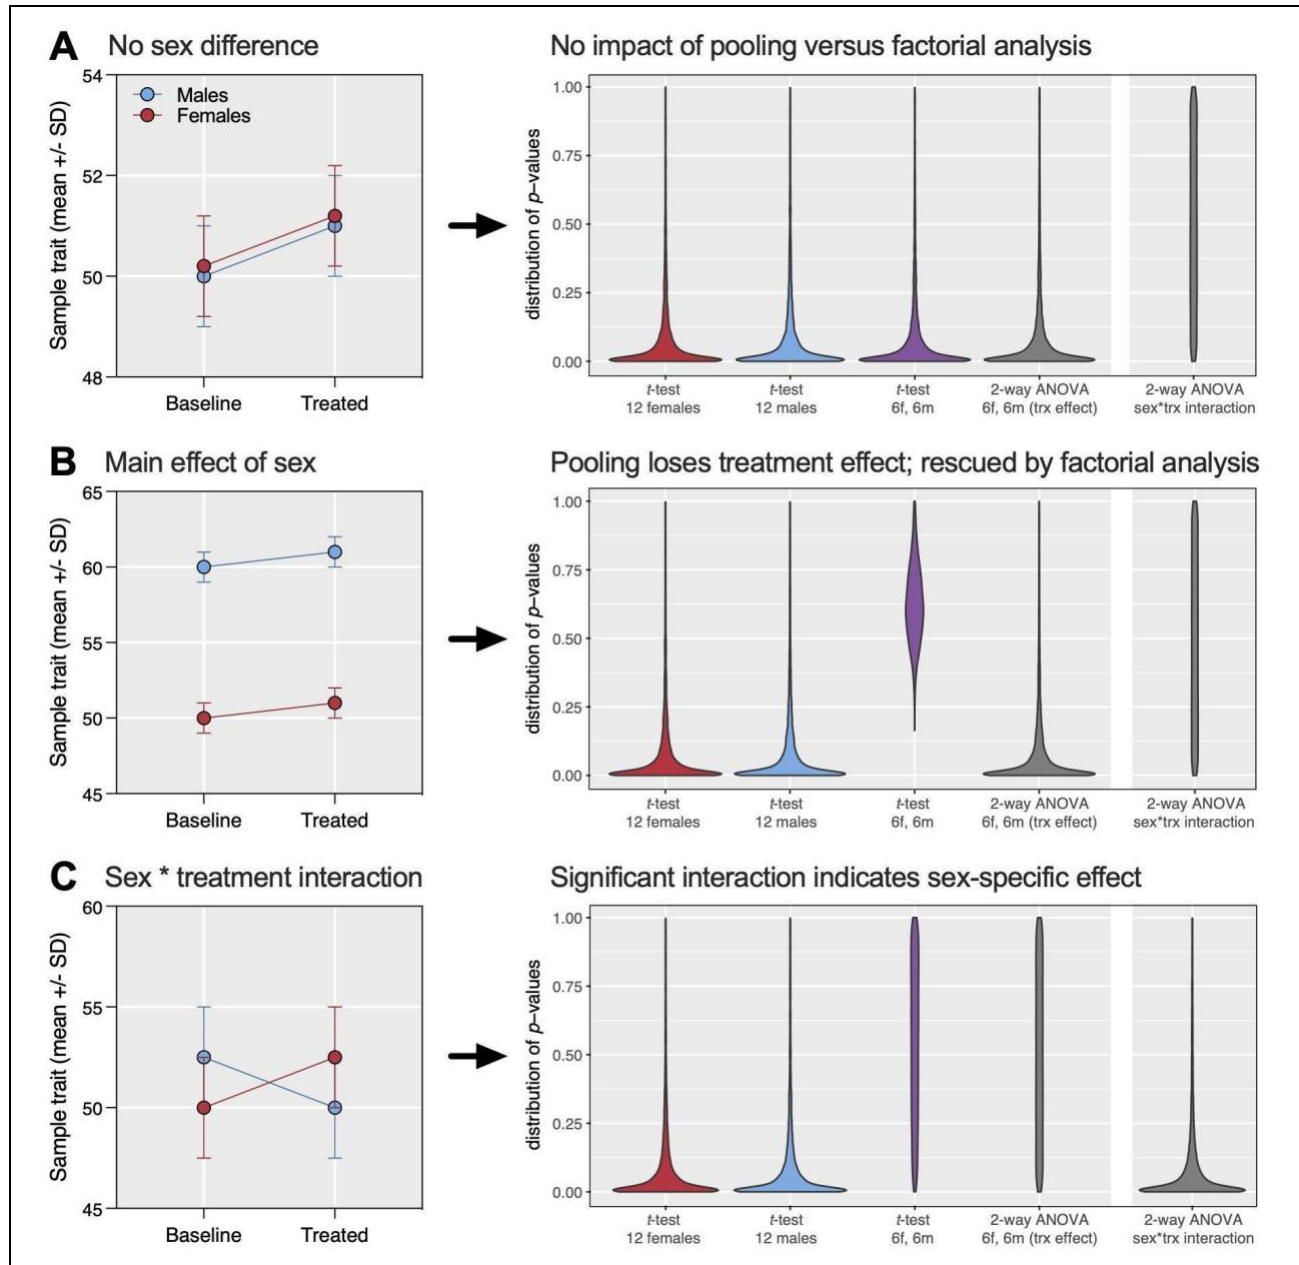 A No sex difference
No impact of pooling versus factorial analysis
Sample trait (mean +/- SD)
54
52
50
48
Males
Females
Baseline
Treated
distribution of p–values
1.00
0.75
0.50
0.25
0.00
t-test
12 females
t-test
12 males
t-test
6f, 6m
2-way ANOVA
6f, 6m (trx effect)
2-way ANOVA
sex*trx interaction
B Main effect of sex
Pooling loses treatment effect; rescued by factorial analysis
Sample trait (mean +/- SD)
65
60
55
50
45
Baseline
Treated
distribution of p–values
1.00
0.75
0.50
0.25
0.00
t-test
12 females
t-test
12 males
t-test
6f, 6m
2-way ANOVA
6f, 6m (trx effect)
2-way ANOVA
sex*trx interaction
C Sex * treatment interaction
Significant interaction indicates sex-specific effect
Sample trait (mean +/- SD)
60
55
50
45
Baseline
Treated
distribution of p–values
1.00
0.75
0.50
0.25
0.00
t-test
12 females
t-test
12 males
t-test
6f, 6m
2-way ANOVA
6f, 6m (trx effect)
2-way ANOVA
sex*trx interaction